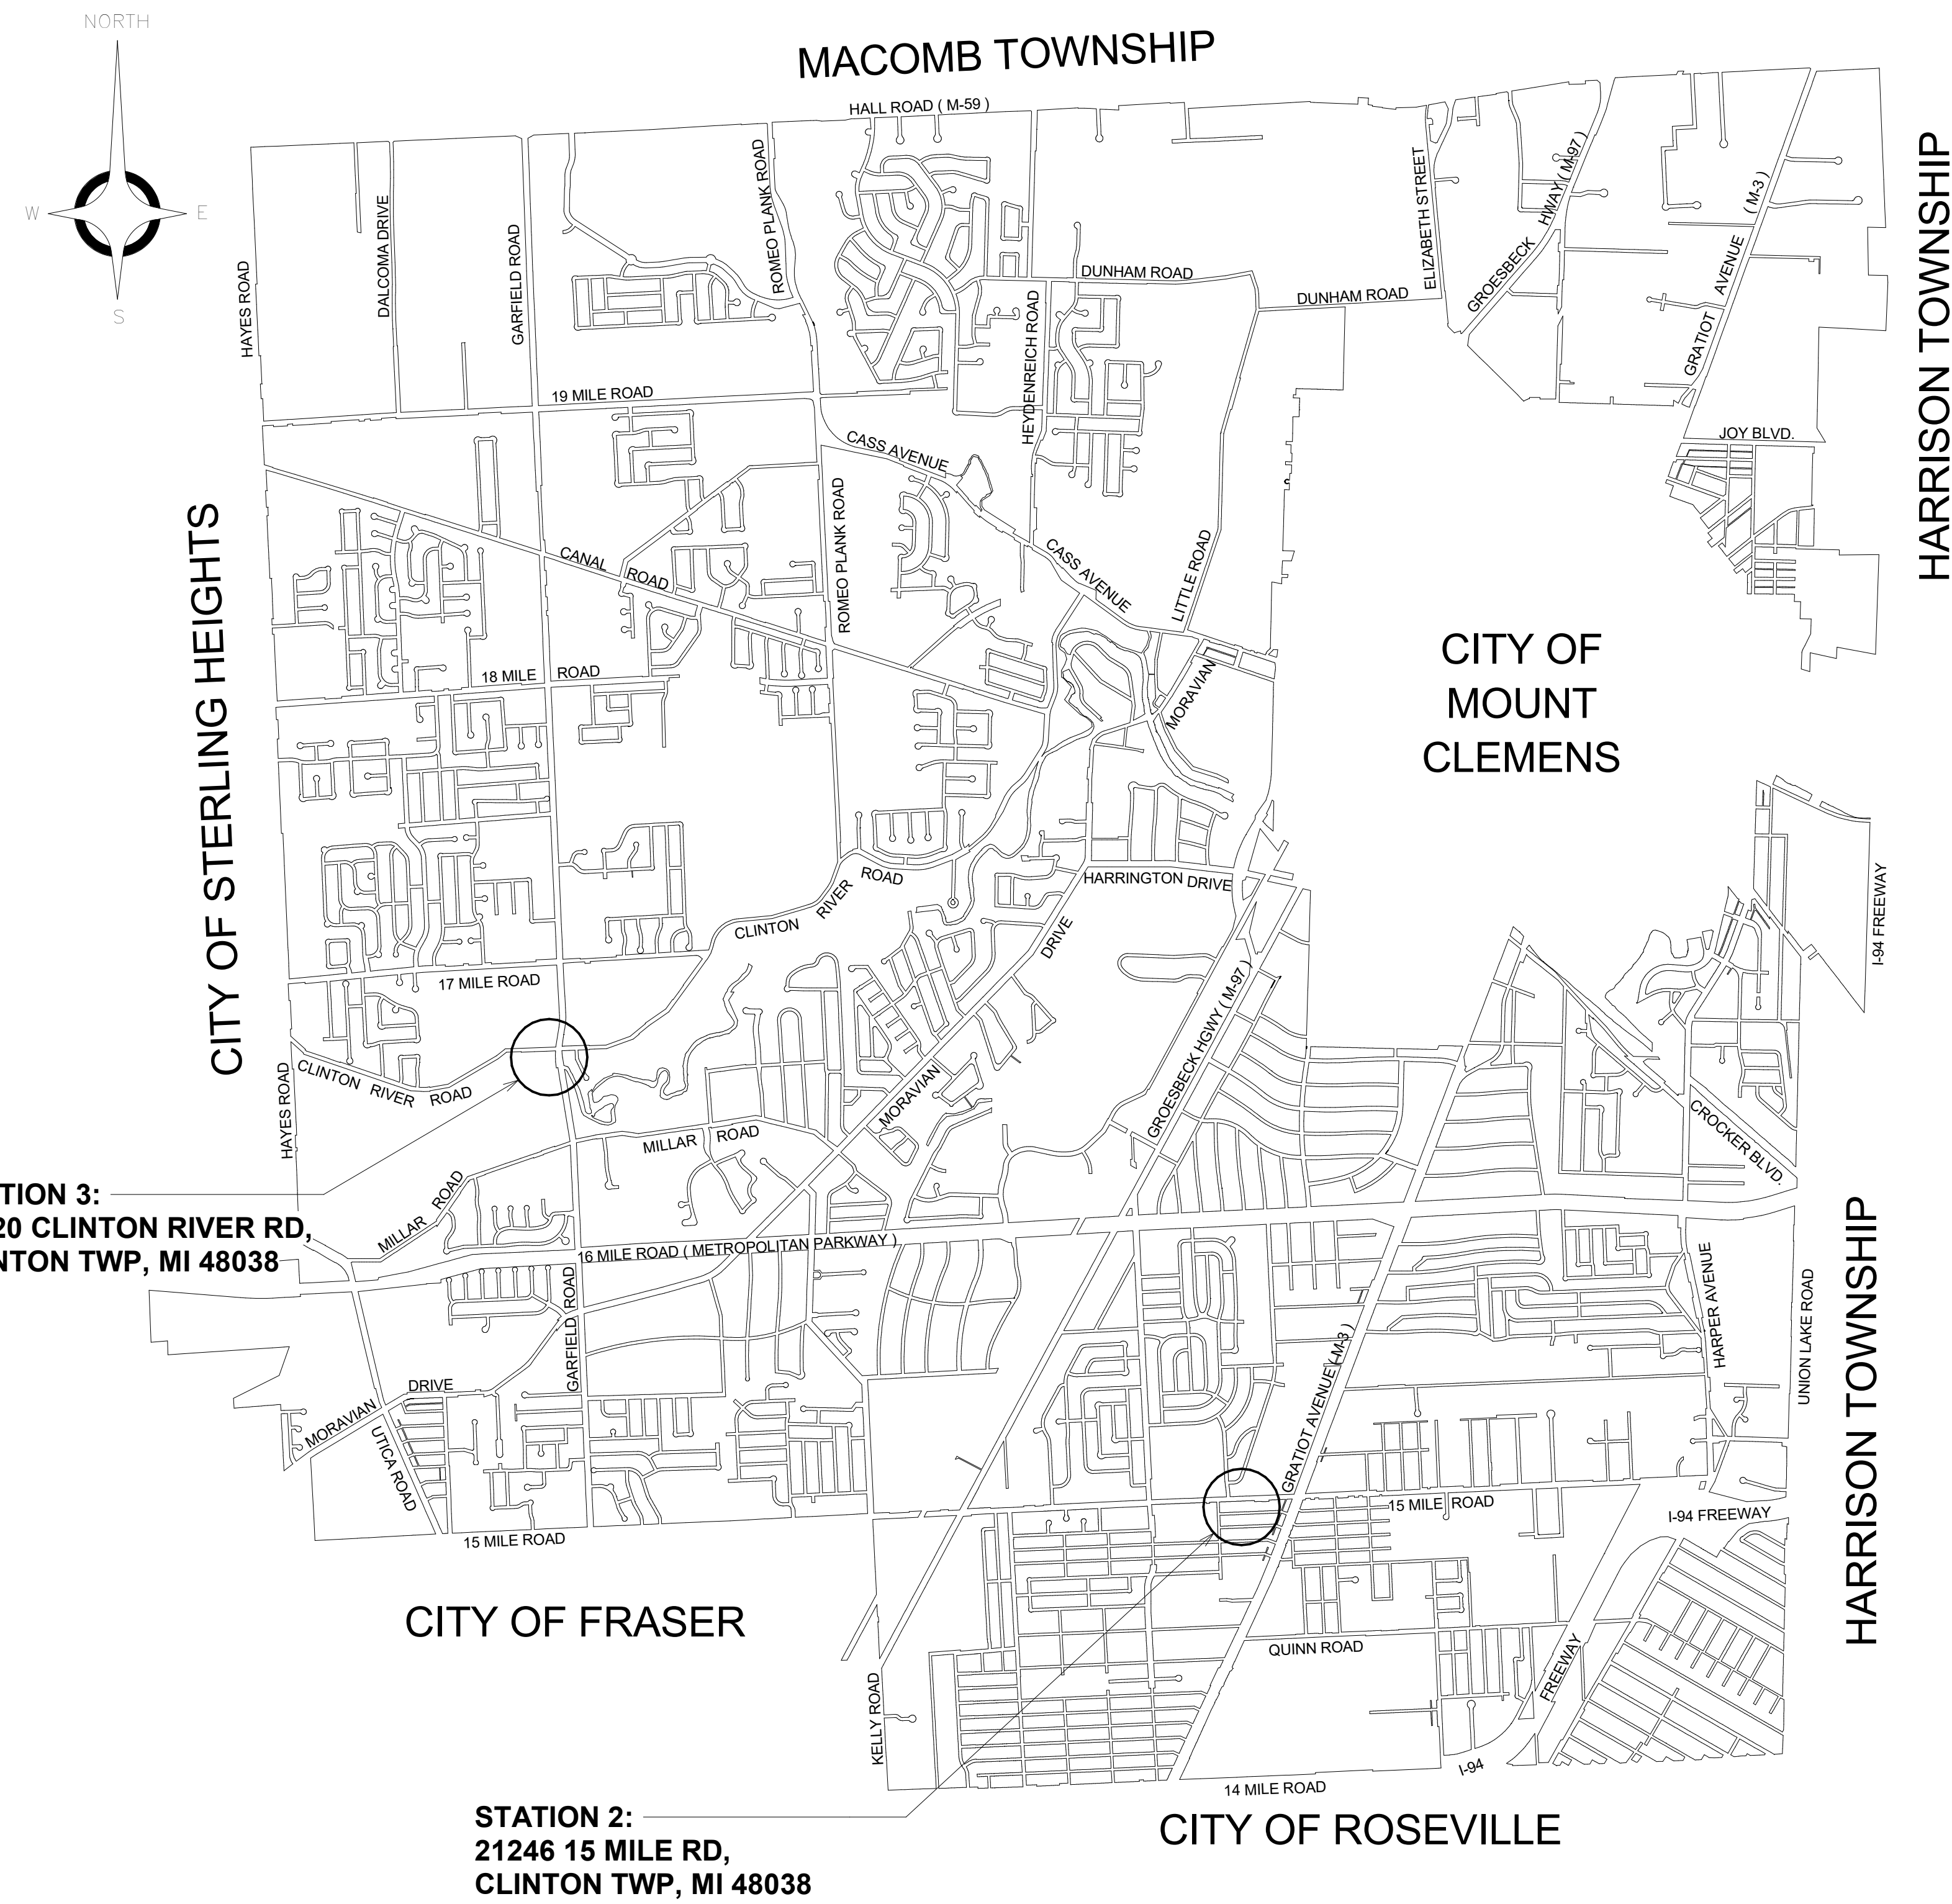 NORTH
W
E
S
MACOMB TOWNSHIP
HALL ROAD ( M-59 )
HAYES ROAD
DALCOMA DRIVE
GARFIELD ROAD
ROMEO PLANK ROAD
ELIZABETH STREET
GROESBECK HWAY ( M-97 )
GRATIOT AVENUE ( M-3 )
HARRISON TOWNSHIP
DUNHAM ROAD
DUNHAM ROAD
HEYDENREICH ROAD
19 MILE ROAD
CASS AVENUE
JOY BLVD.
CITY OF STERLING HEIGHTS
CANAL ROAD
ROMEO PLANK ROAD
CASS AVENUE
LITTLE ROAD
18 MILE ROAD
MORAVIAN
CITY OF
MOUNT
CLEMENS
CLINTON RIVER ROAD
HARRINGTON DRIVE
DRIVE
I-94 FREEWAY
17 MILE ROAD
GROESBECK HGWY ( M-97 )
HAYES ROAD
CLINTON RIVER ROAD
MORAVIAN
MILLAR ROAD
CROCKER BLVD.
TION 3:
20 CLINTON RIVER RD,
NTON TWP, MI 48038
MILLAR ROAD
16 MILE ROAD ( METROPOLITAN PARKWAY )
GARFIELD ROAD
HARPER AVENUE
UNION LAKE ROAD
HARRISON TOWNSHIP
MORAVIAN DRIVE
UTICA ROAD
GRATIOT AVENUE ( M-3 )
15 MILE ROAD
15 MILE ROAD
I-94 FREEWAY
CITY OF FRASER
QUINN ROAD
KELLY ROAD
I-94 FREEWAY
14 MILE ROAD
CITY OF ROSEVILLE
STATION 2:
21246 15 MILE RD,
CLINTON TWP, MI 48038